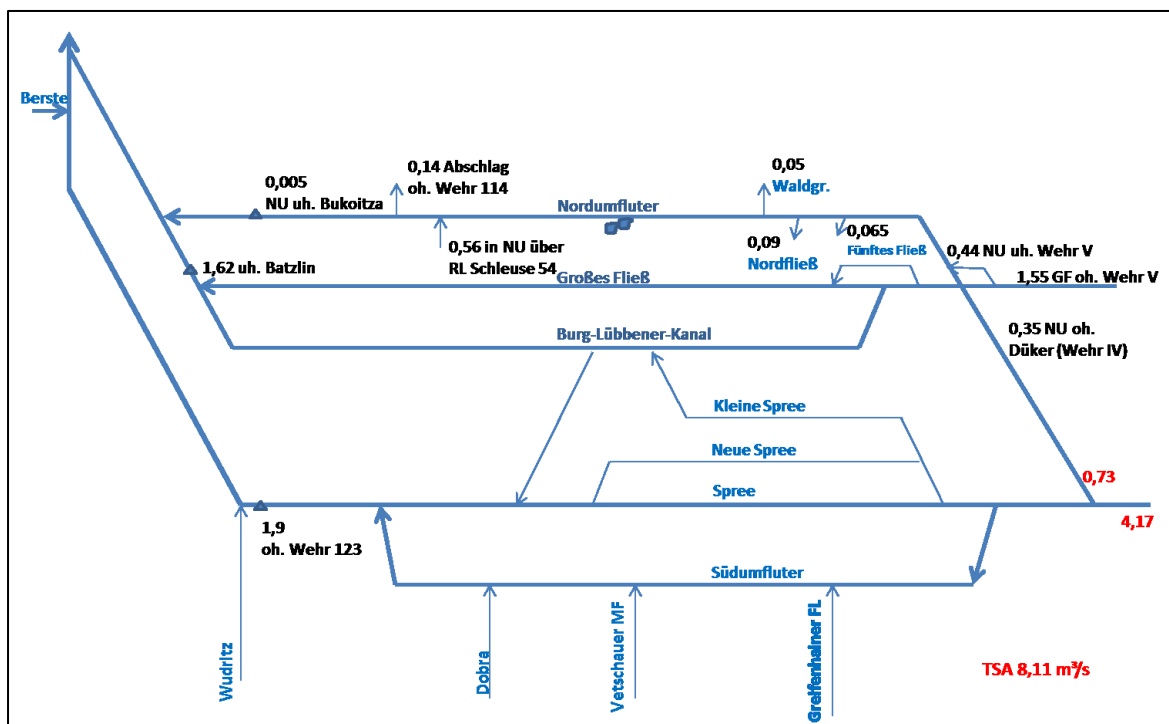 Berste
0,005
NU uh. Bukoitza
0,14 Abschlag
oh. Wehr 114
0,05
Waldgr.
Nordumfluter
0,56 in NU über
RL Schleuse 54
0,09
Nordfließ
0,065
Fünftes Fließ
0,44 NU uh. Wehr V
1,62 uh. Batzlin
Großes Fließ
1,55 GF oh. Wehr V
Burg-Lübbener-Kanal
0,35 NU oh.
Düker (Wehr IV)
Kleine Spree
Neue Spree
0,73
Spree
4,17
1,9
oh. Wehr 123
Südumfluter
Wudritz
Dobra
Vetschauer MF
Greifenhainer FL
TSA 8,11 m³/s